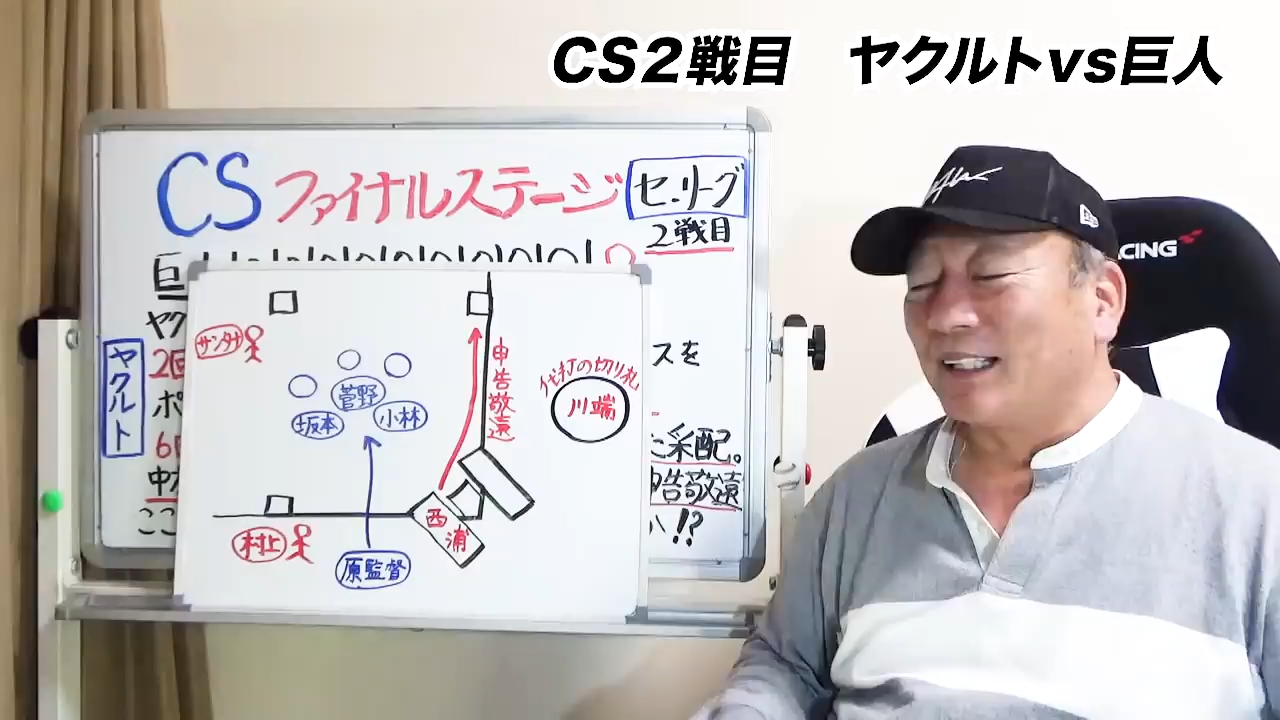 CS2戦目 ヤクルトvs巨人
CSファイナルステージ
セ・リーグ
2戦目
巨
ヤク
ヤクルト
2回
ポ
6回
中
ここ
スを
た采配。
申告敬遠
い!?
サンタナ
菅野
坂本
小林
申告敬遠
代打の切り札
川端
西浦
村上
原監督
CING